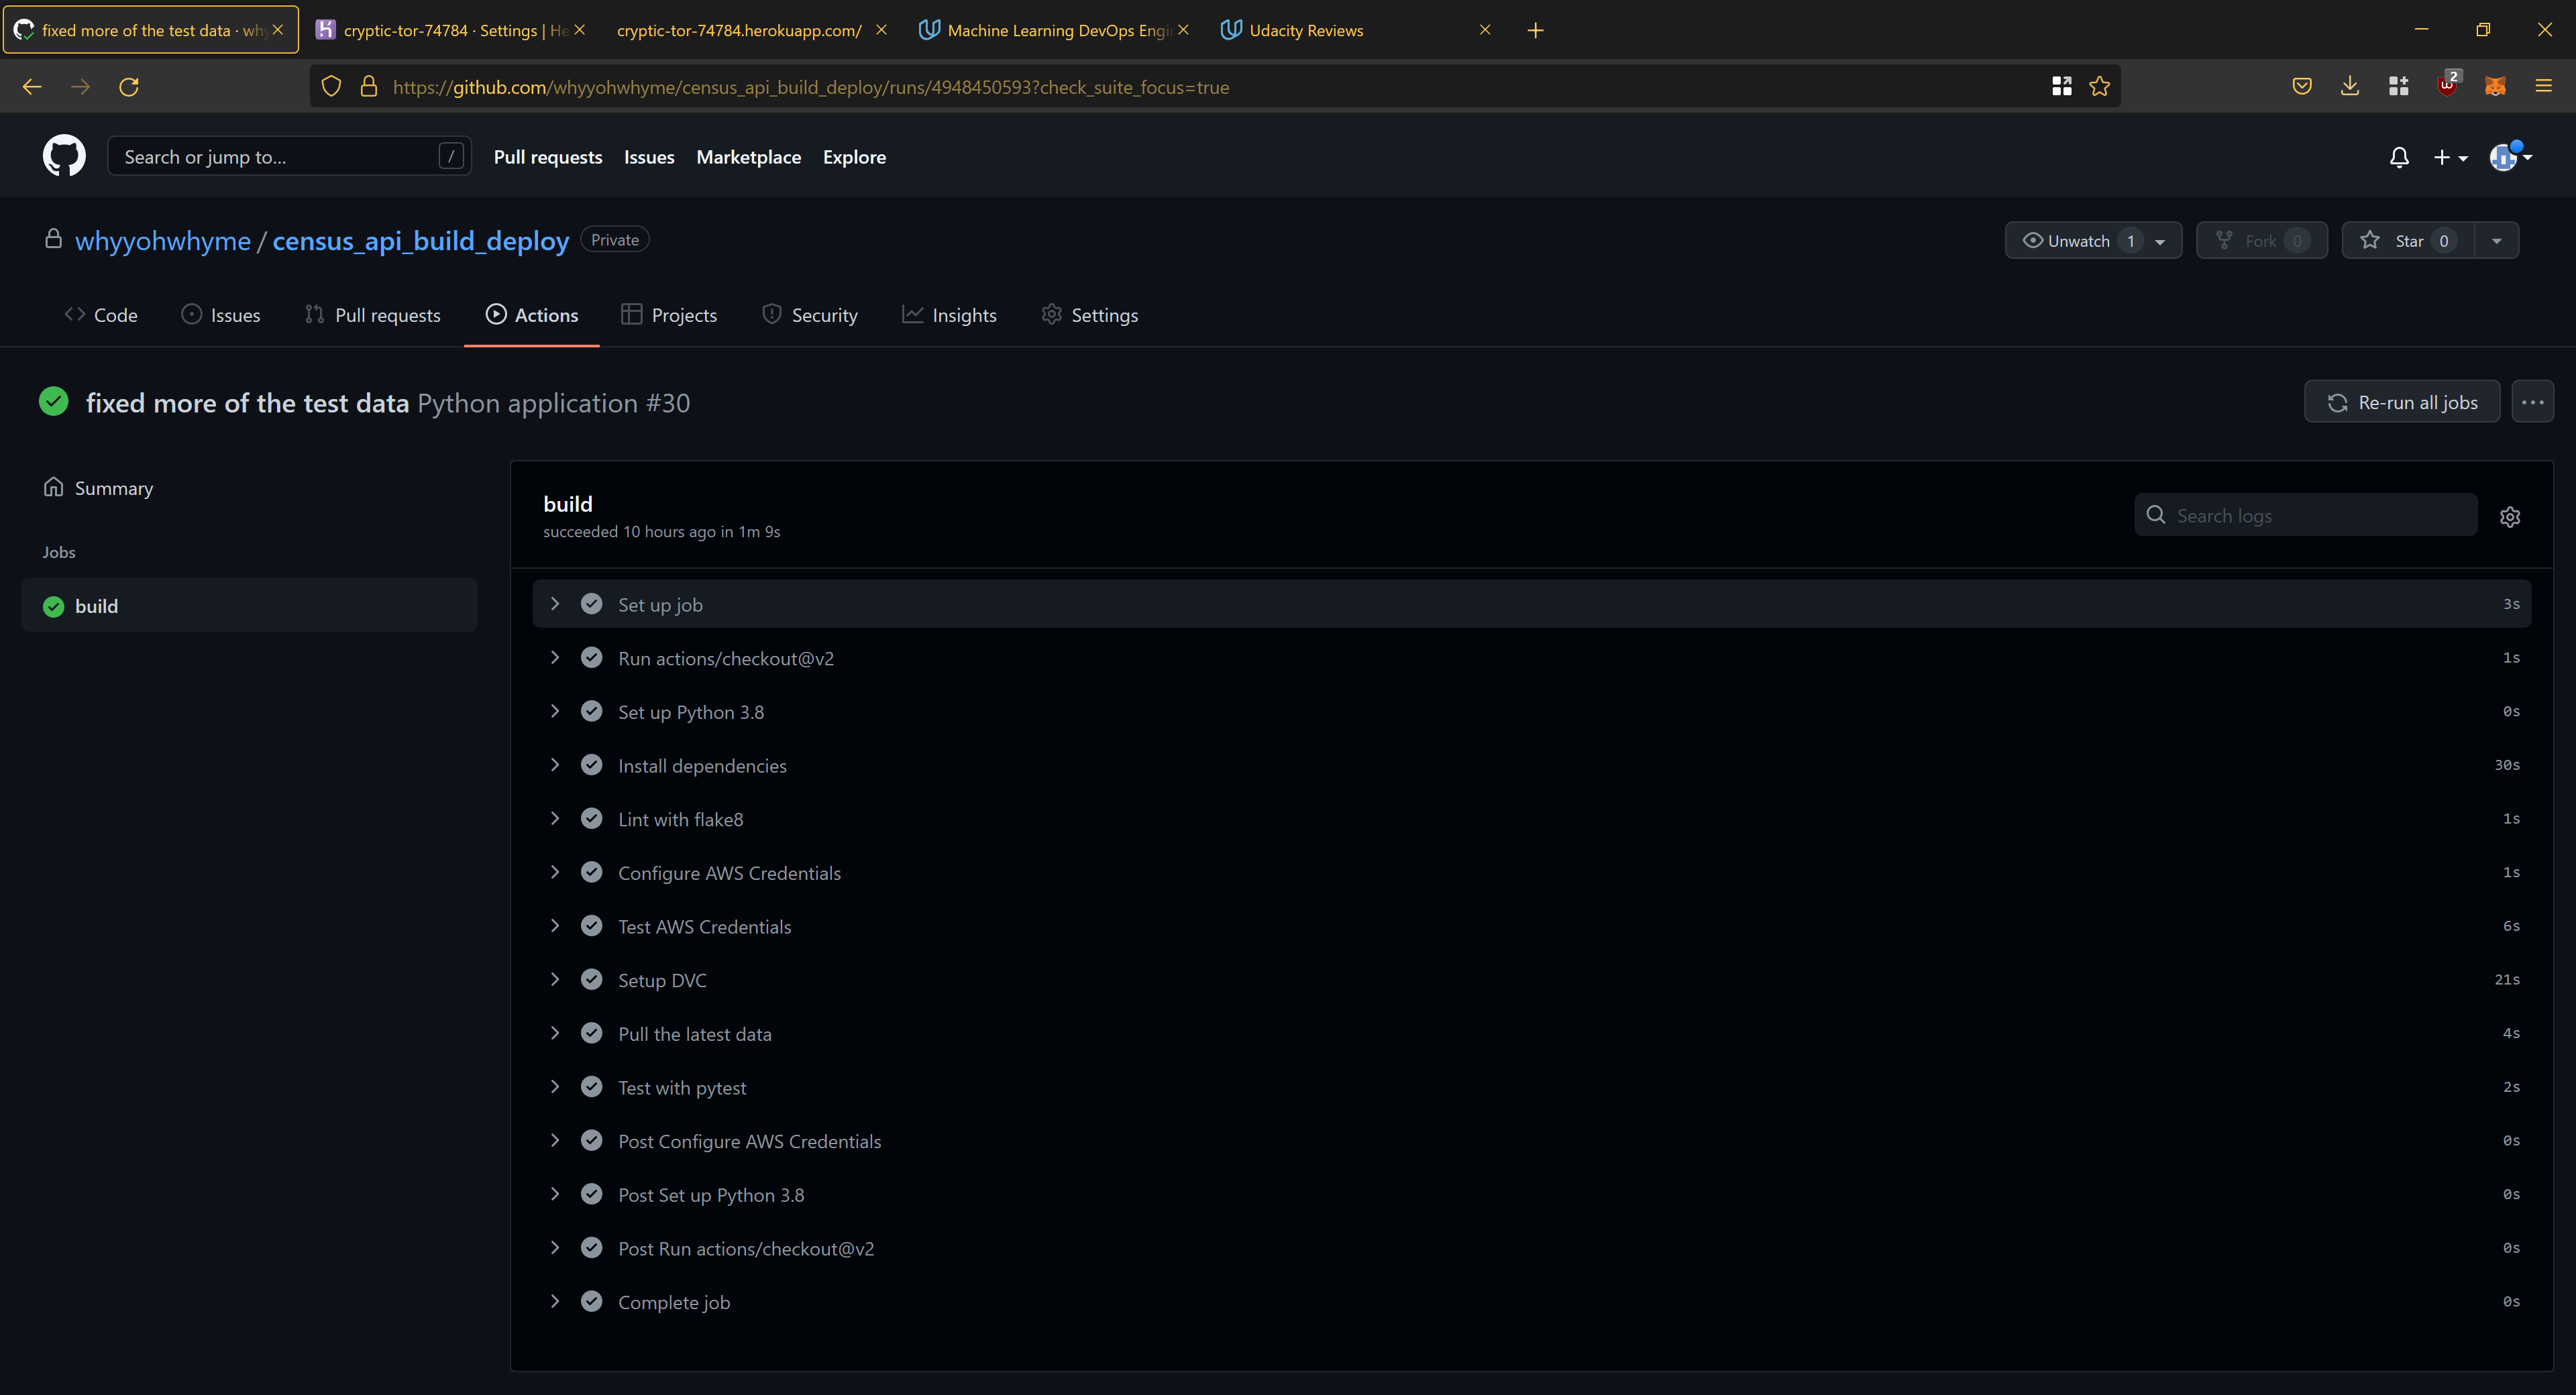 fixed more of the test data · why
cryptic-tor-74784 · Settings | He
cryptic-tor-74784.herokuapp.com/
Machine Learning DevOps Engi
Udacity Reviews
https://github.com/whyyohwhyme/census_api_build_deploy/runs/4948450593?check_suite_focus=true
2
Search or jump to... /
Pull requests
Issues
Marketplace
Explore
whyyohwhyme / census_api_build_deploy Private
Unwatch 1
Fork 0
Star 0
Code
Issues
Pull requests
Actions
Projects
Security
Insights
Settings
fixed more of the test data Python application #30
Re-run all jobs
Summary
Jobs
build
build
succeeded 10 hours ago in 1m 9s
Search logs
Set up job 3s
Run actions/checkout@v2 1s
Set up Python 3.8 0s
Install dependencies 30s
Lint with flake8 1s
Configure AWS Credentials 1s
Test AWS Credentials 6s
Setup DVC 21s
Pull the latest data 4s
Test with pytest 2s
Post Configure AWS Credentials 0s
Post Set up Python 3.8 0s
Post Run actions/checkout@v2 0s
Complete job 0s